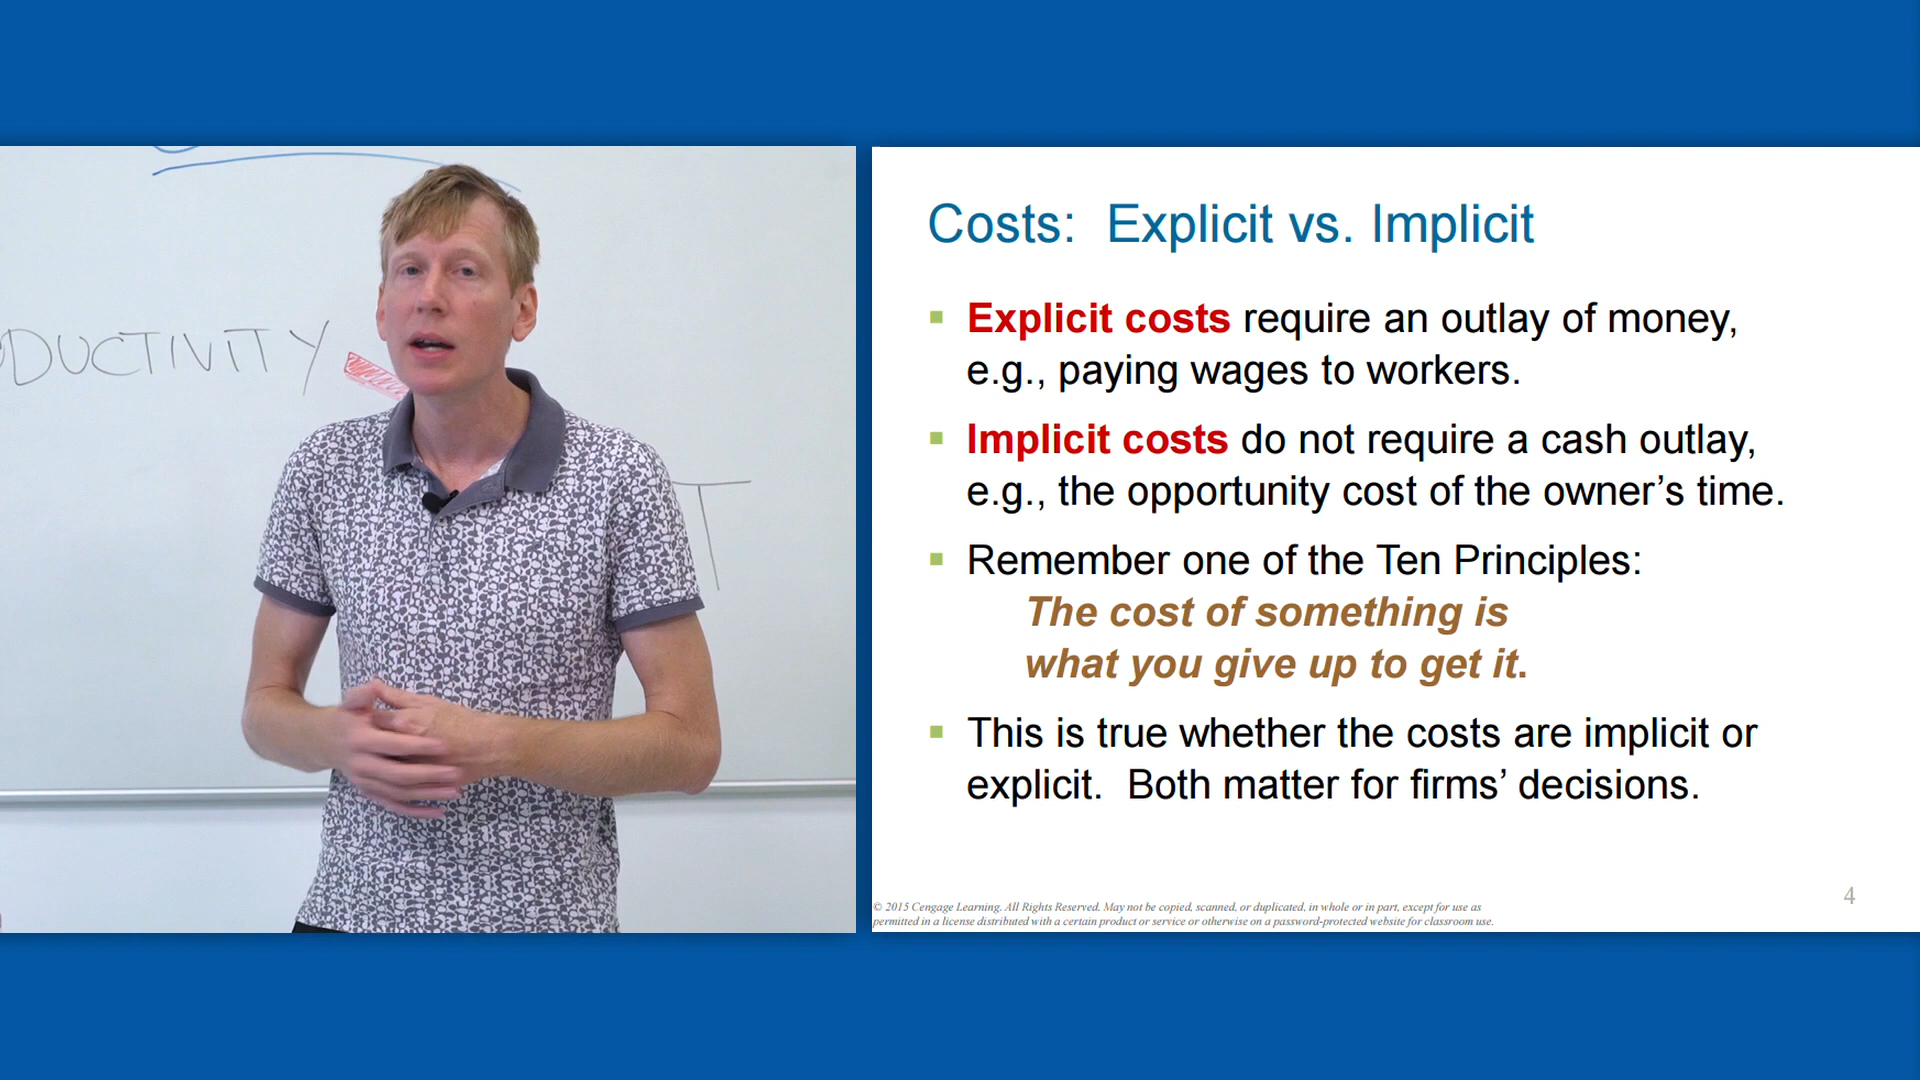 DUCTIVITY
T
Costs: Explicit vs. Implicit
Explicit costs require an outlay of money,
e.g., paying wages to workers.
Implicit costs do not require a cash outlay,
e.g., the opportunity cost of the owner’s time.
Remember one of the Ten Principles:
The cost of something is
what you give up to get it.
This is true whether the costs are implicit or
explicit. Both matter for firms’ decisions.
4
© 2015 Cengage Learning. All Rights Reserved. May not be copied, scanned, or duplicated, in whole or in part, except for use as
permitted in a license distributed with a certain product or service or otherwise on a password-protected website for classroom use.